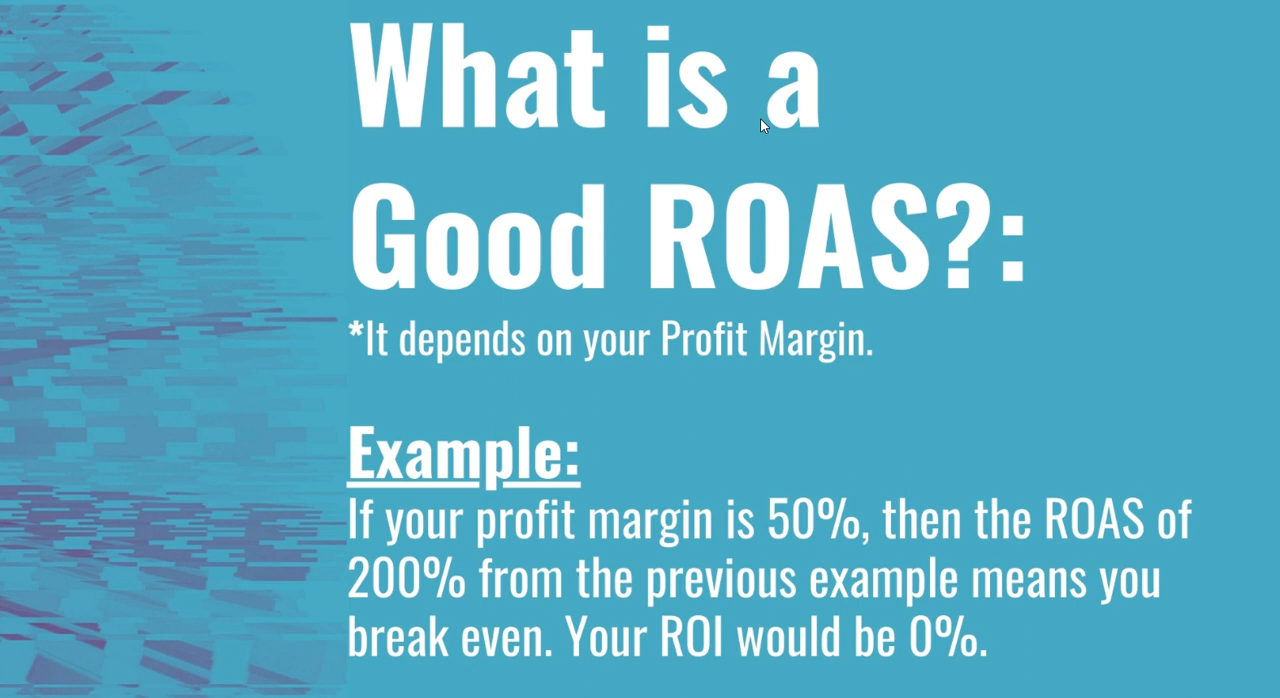 What is a
Good ROAS?:
*It depends on your Profit Margin.
Example:
If your profit margin is 50%, then the ROAS of
200% from the previous example means you
break even. Your ROI would be 0%.